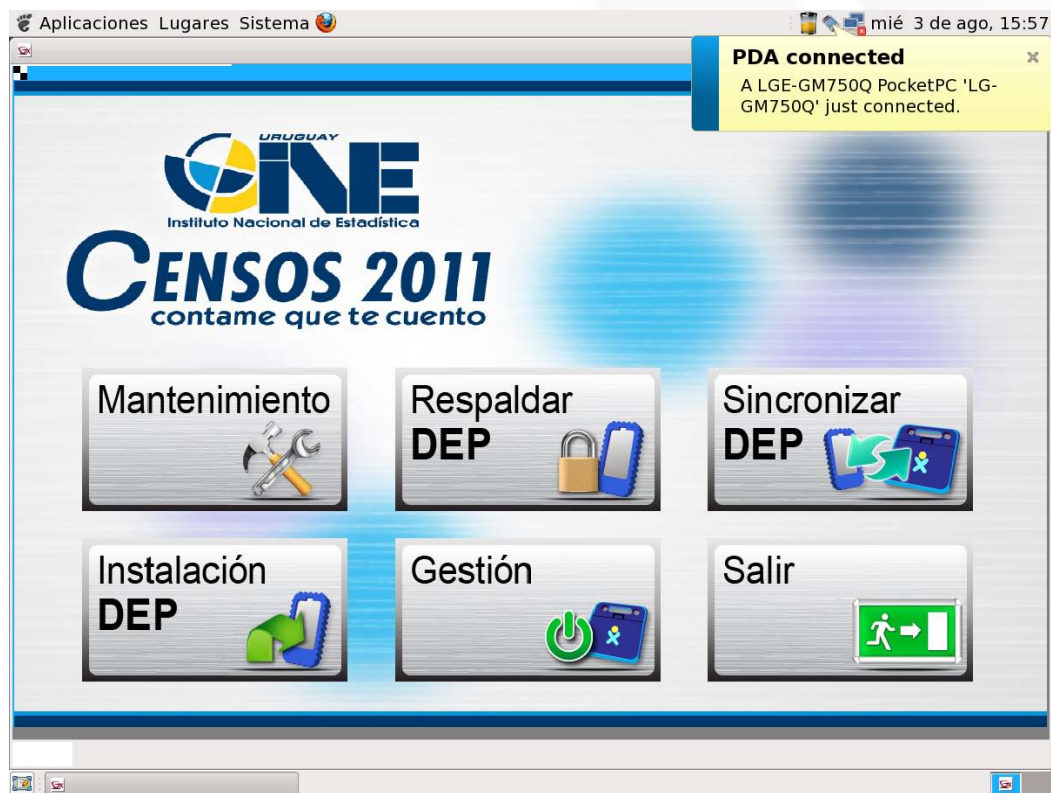 Aplicaciones Lugares Sistema mié 3 de ago, 15:57
PDA connected
A LGE-GM750Q PocketPC 'LG-
GM750Q' just connected.
URUGUAY
INE
Instituto Nacional de Estadística
CENSOS 2011
contame que te cuento
Mantenimiento
Respaldar
DEP
Sincronizar
DEP
Instalación
DEP
Gestión
Salir